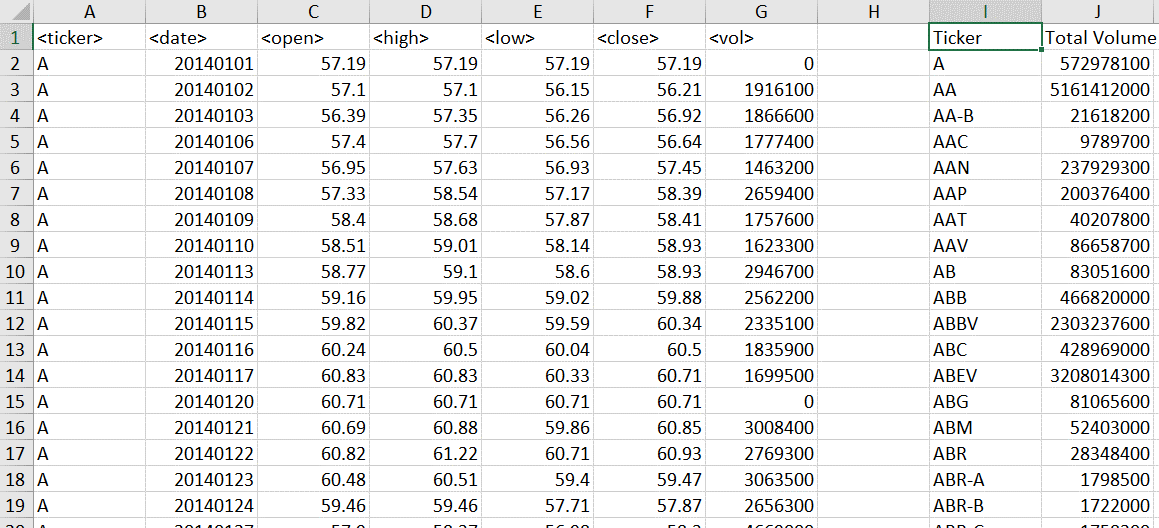 A B C D E F G H I J
1 <ticker> <date> <open> <high> <low> <close> <vol> Ticker Total Volume
2 A 20140101 57.19 57.19 57.19 57.19 0 A 572978100
3 A 20140102 57.1 57.1 56.15 56.21 1916100 AA 5161412000
4 A 20140103 56.39 57.35 56.26 56.92 1866600 AA-B 21618200
5 A 20140106 57.4 57.7 56.56 56.64 1777400 AAC 9789700
6 A 20140107 56.95 57.63 56.93 57.45 1463200 AAN 237929300
7 A 20140108 57.33 58.54 57.17 58.39 2659400 AAP 200376400
8 A 20140109 58.4 58.68 57.87 58.41 1757600 AAT 40207800
9 A 20140110 58.51 59.01 58.14 58.93 1623300 AAV 86658700
10 A 20140113 58.77 59.1 58.6 58.93 2946700 AB 83051600
11 A 20140114 59.16 59.95 59.02 59.88 2562200 ABB 466820000
12 A 20140115 59.82 60.37 59.59 60.34 2335100 ABBV 2303237600
13 A 20140116 60.24 60.5 60.04 60.5 1835900 ABC 428969000
14 A 20140117 60.83 60.83 60.33 60.71 1699500 ABEV 3208014300
15 A 20140120 60.71 60.71 60.71 60.71 0 ABG 81065600
16 A 20140121 60.69 60.88 59.86 60.85 3008400 ABM 52403000
17 A 20140122 60.82 61.22 60.71 60.93 2769300 ABR 28348400
18 A 20140123 60.48 60.51 59.4 59.47 3063500 ABR-A 1798500
19 A 20140124 59.46 59.46 57.71 57.87 2656300 ABR-B 1722000